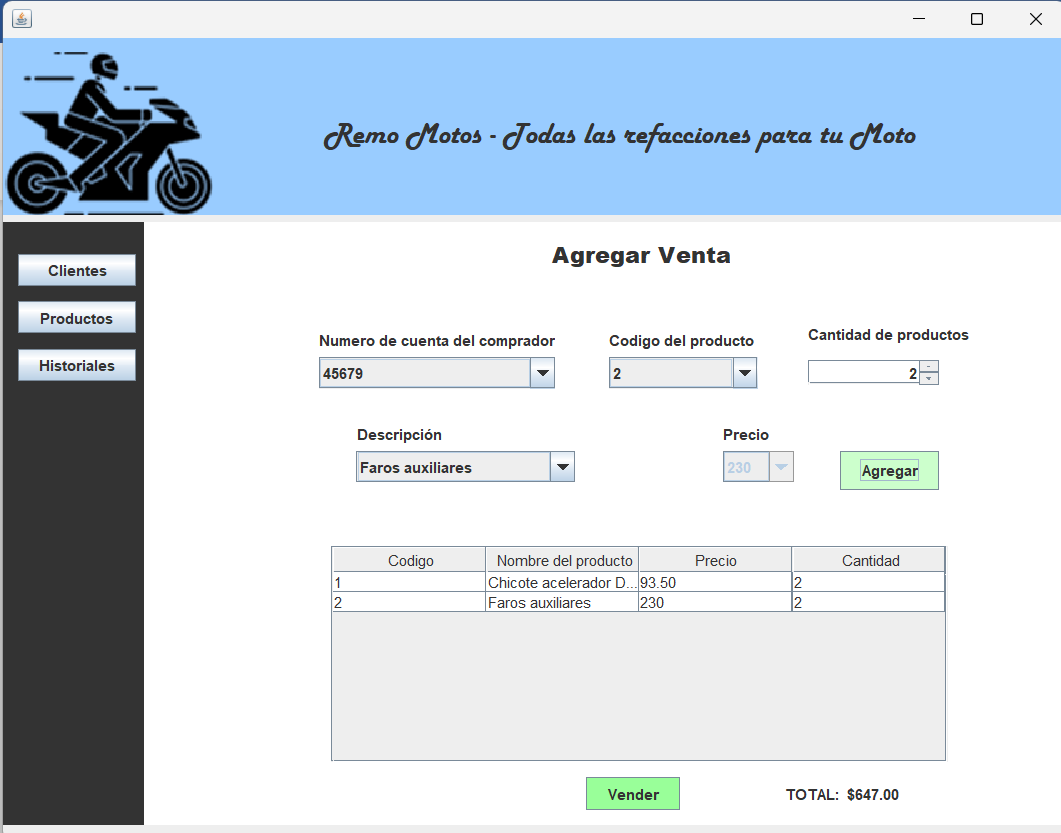 Remo Motos - Todas las refacciones para tu Moto
Clientes
Productos
Historiales
Agregar Venta
Numero de cuenta del comprador
Codigo del producto
Cantidad de productos
45679
2
2
Descripción
Precio
Faros auxiliares
230
Agregar
Codigo Nombre del producto Precio Cantidad
1 Chicote acelerador D... 93.50 2
2 Faros auxiliares 230 2
Vender
TOTAL: $647.00